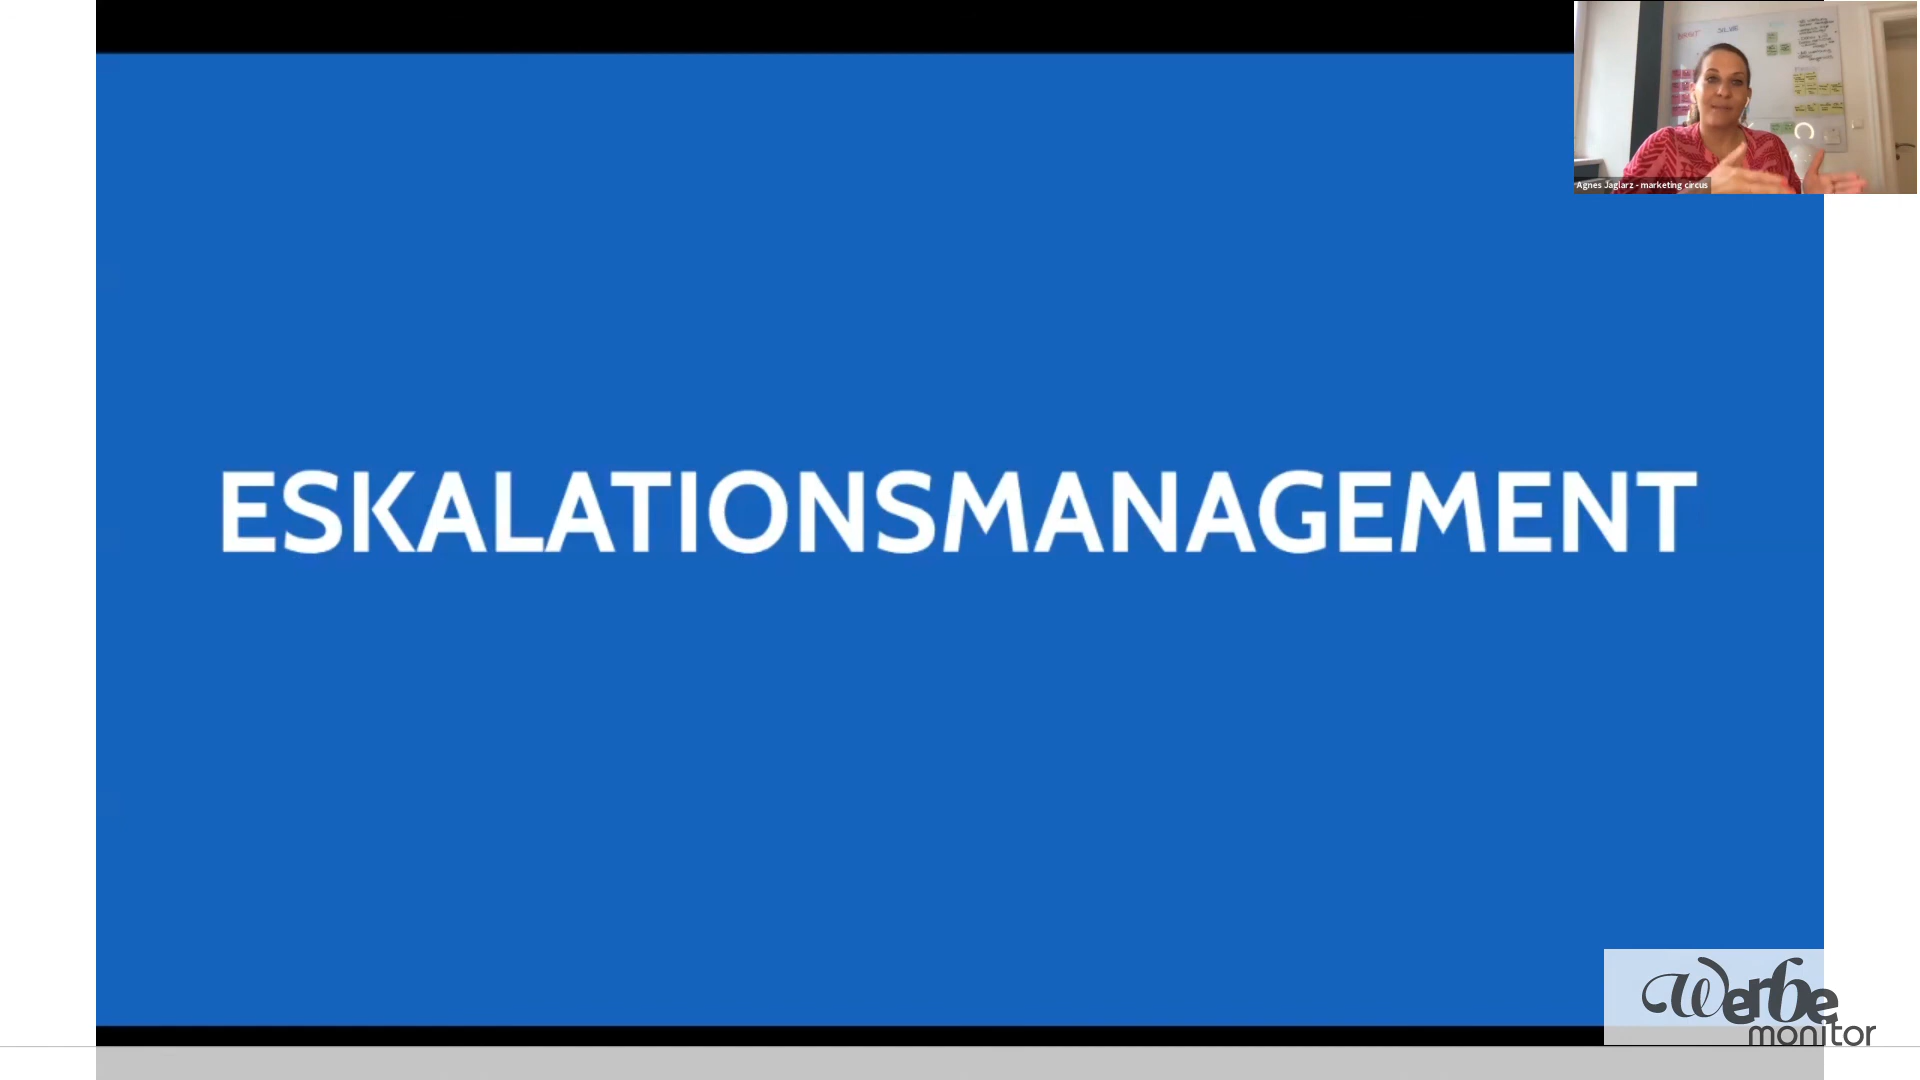 ESKALATIONSMANAGEMENT
Agnes Jaglarz - marketing circus
Werbe
monitor